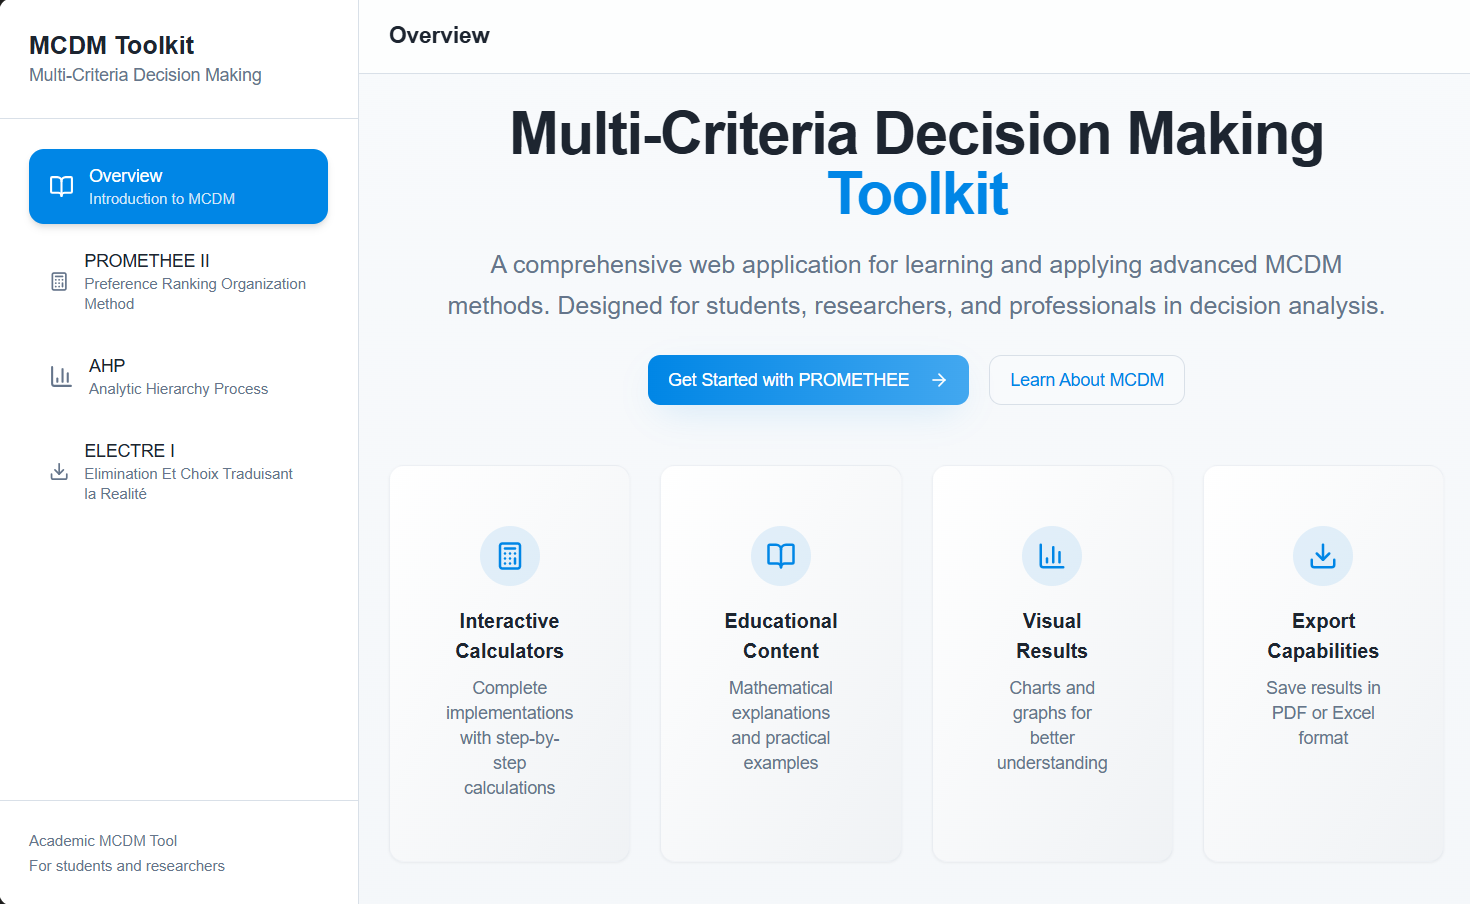 MCDM Toolkit
Multi-Criteria Decision Making
Overview
Introduction to MCDM
PROMETHEE II
Preference Ranking Organization
Method
AHP
Analytic Hierarchy Process
ELECTRE I
Elimination Et Choix Traduisant
la Realité
Academic MCDM Tool
For students and researchers
Overview
Multi-Criteria Decision Making
Toolkit
A comprehensive web application for learning and applying advanced MCDM
methods. Designed for students, researchers, and professionals in decision analysis.
Get Started with PROMETHEE
Learn About MCDM
Interactive
Calculators
Complete
implementations
with step-by-
step
calculations
Educational
Content
Mathematical
explanations
and practical
examples
Visual
Results
Charts and
graphs for
better
understanding
Export
Capabilities
Save results in
PDF or Excel
format